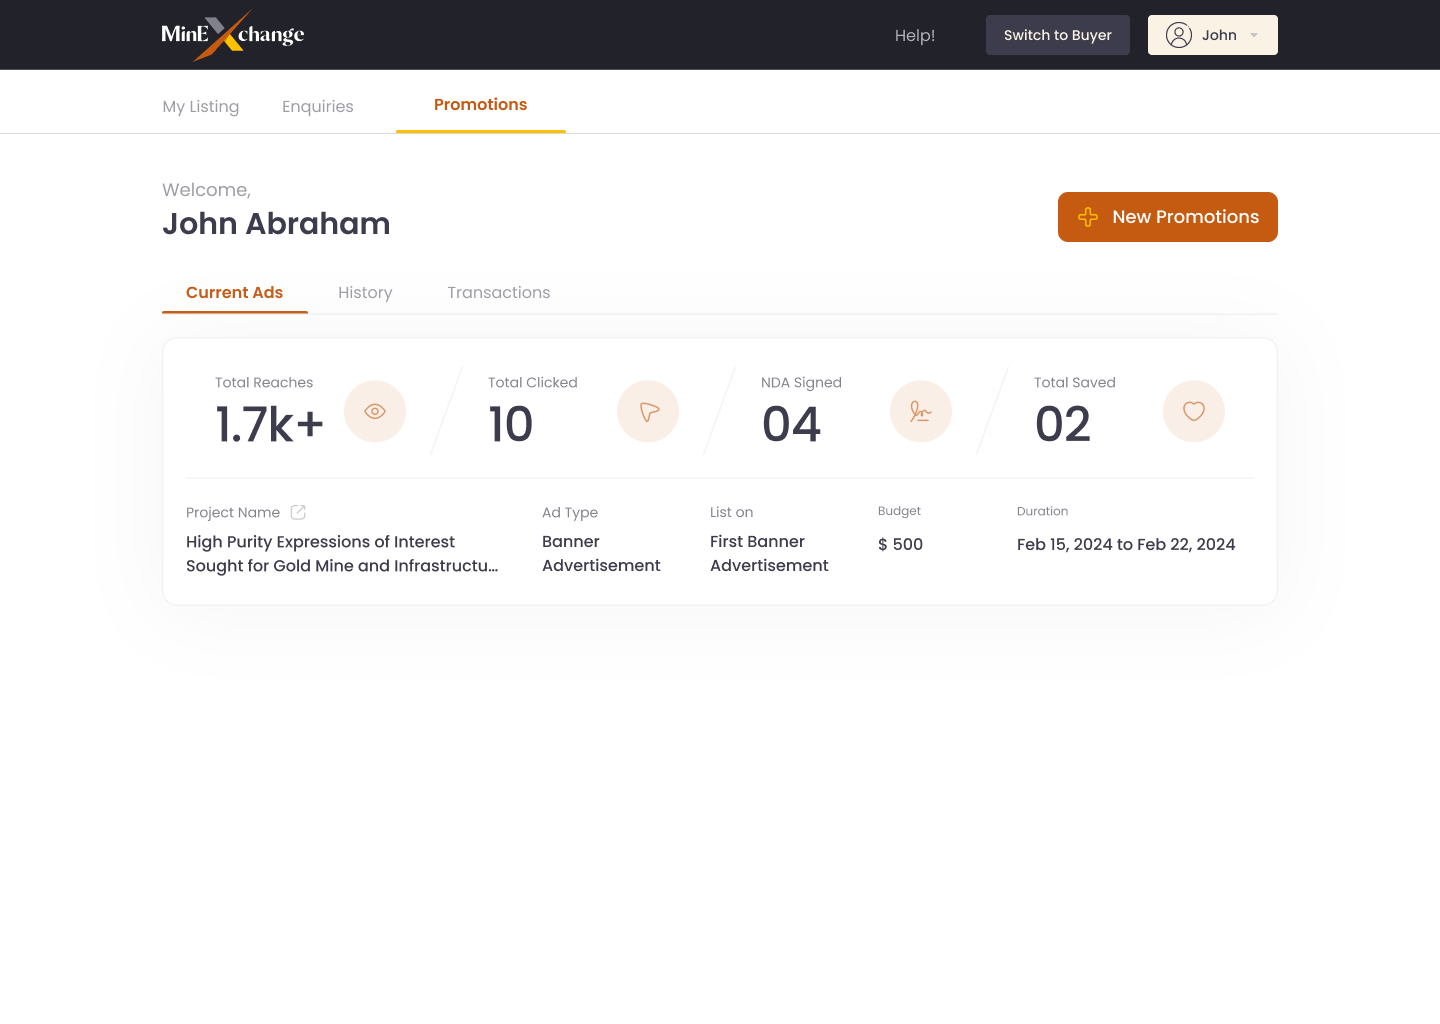 MinE change
Help!
Switch to Buyer
John
My Listing
Enquiries
Promotions
Welcome,
John Abraham
New Promotions
Current Ads
History
Transactions
Total Reaches
1.7k+
Total Clicked
10
NDA Signed
04
Total Saved
02
Project Name
High Purity Expressions of Interest
Sought for Gold Mine and Infrastructu...
Ad Type
Banner
Advertisement
List on
First Banner
Advertisement
Budget
$ 500
Duration
Feb 15, 2024 to Feb 22, 2024